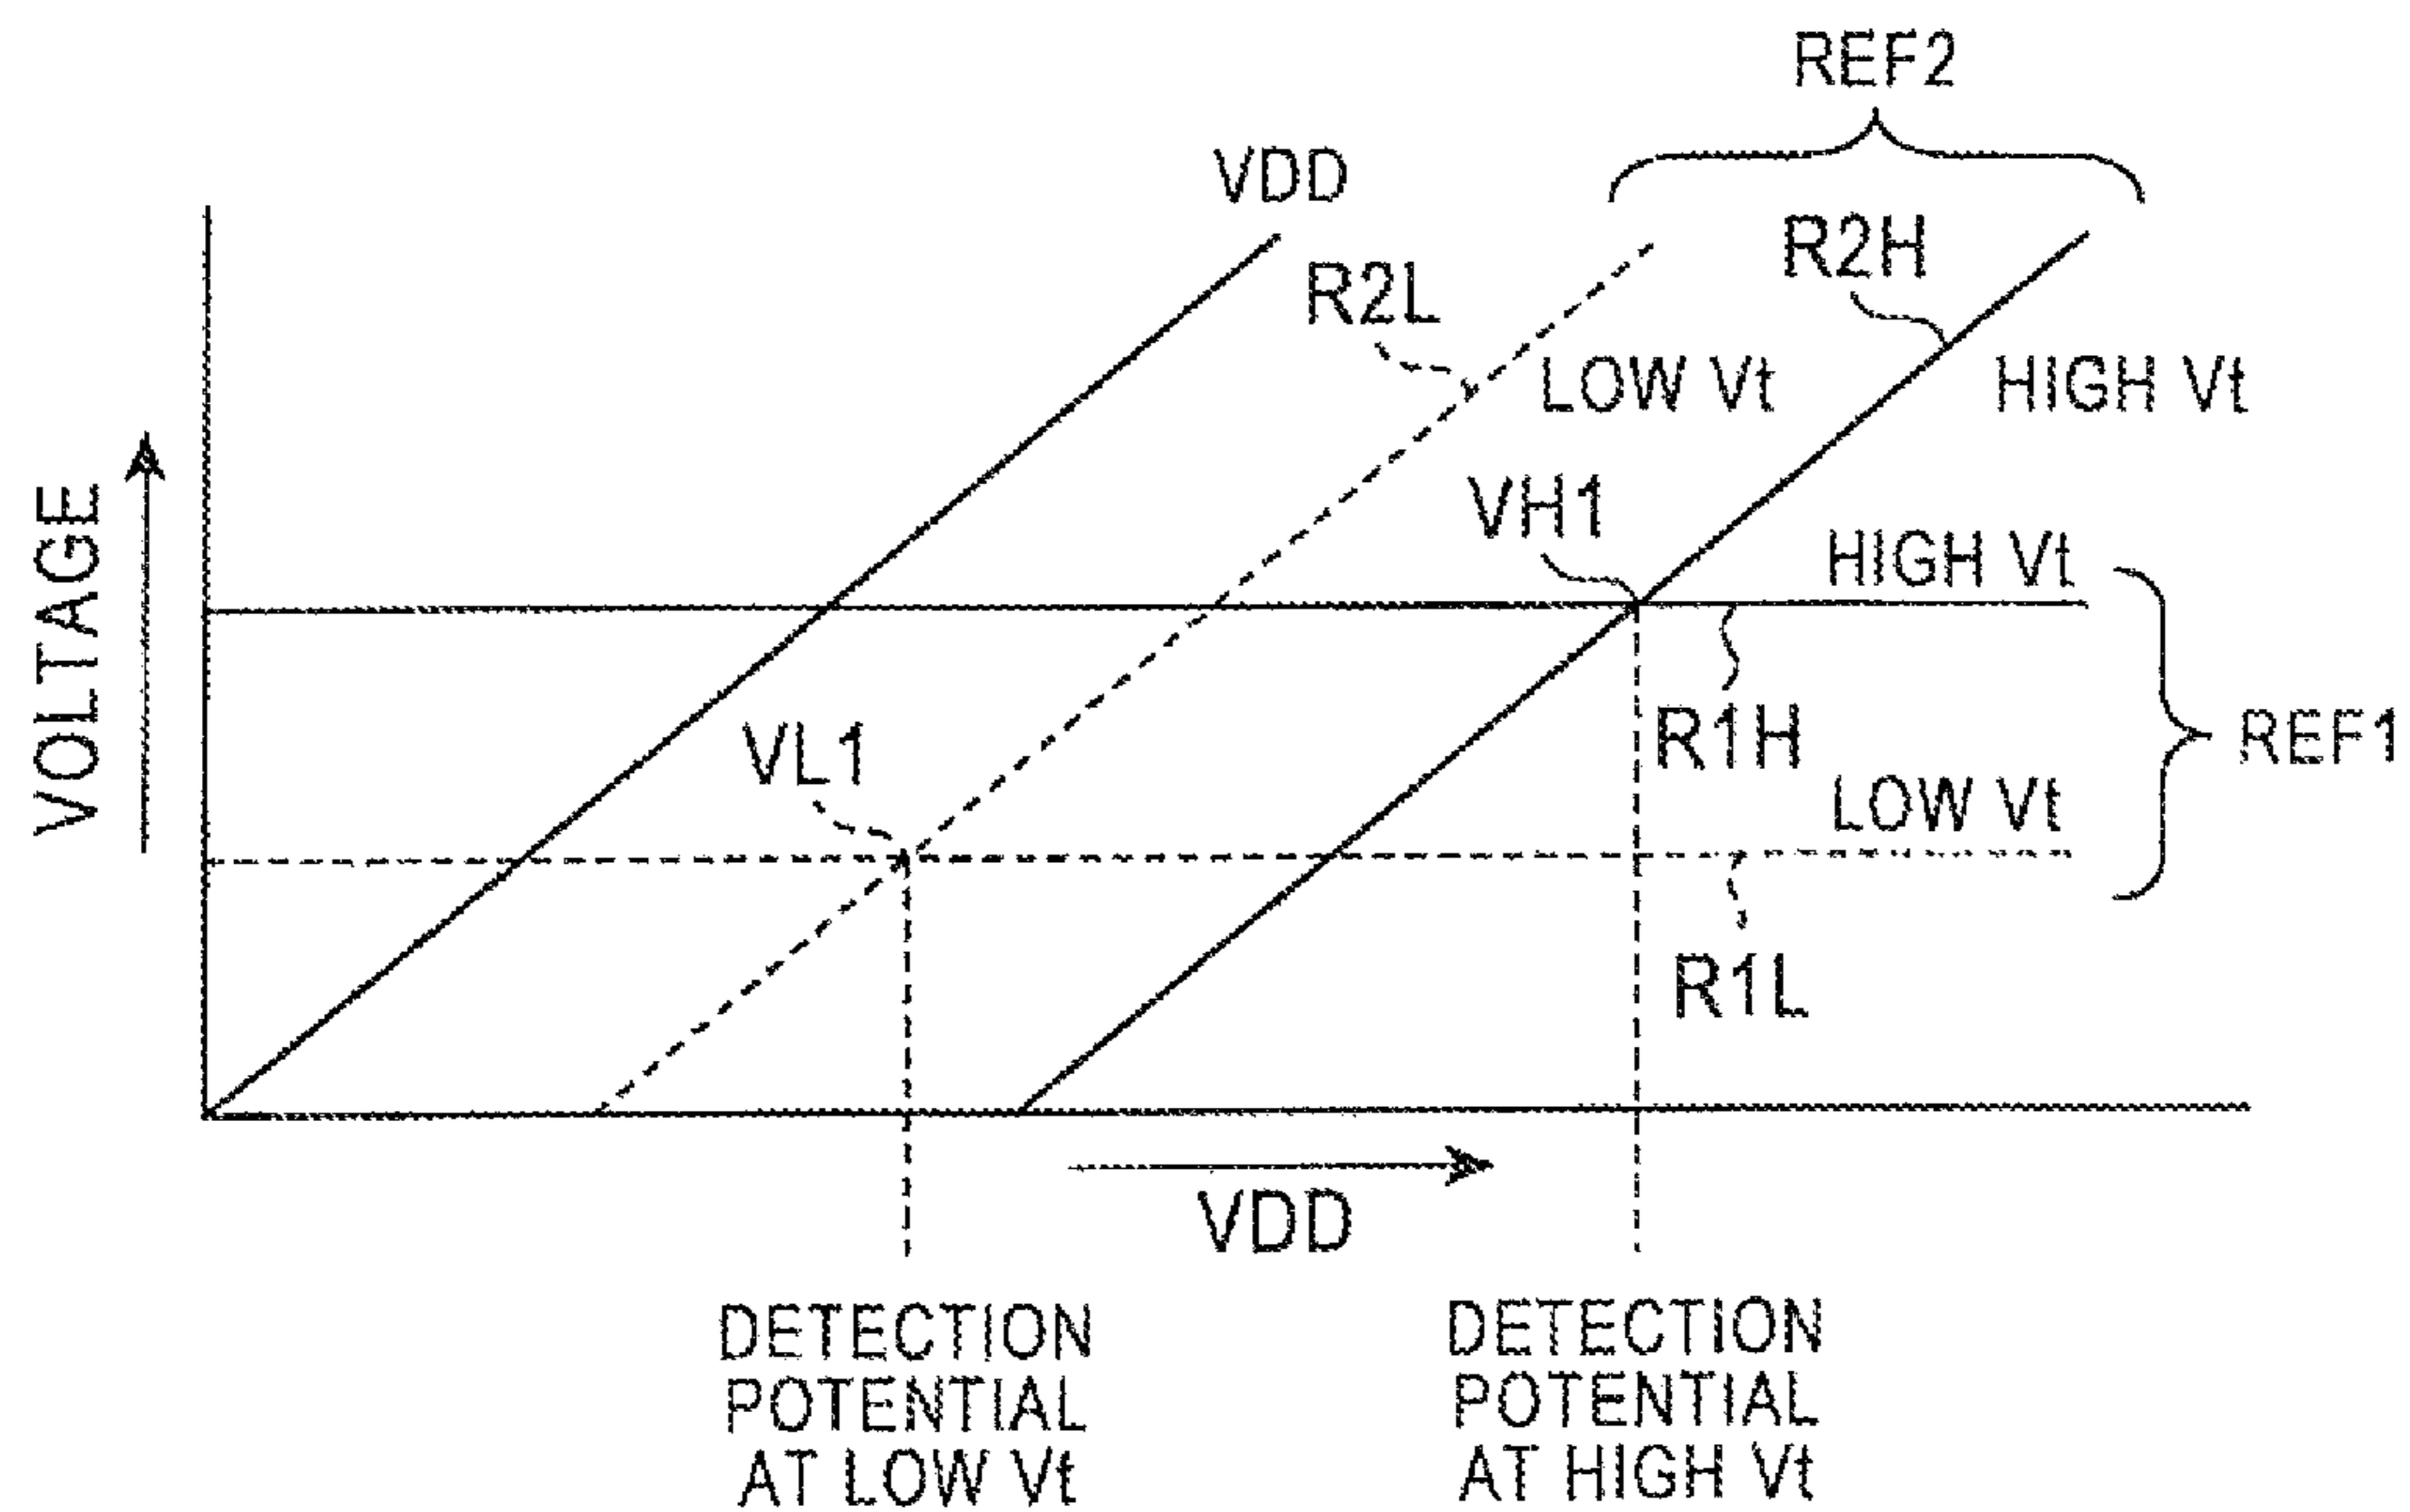 REF2
VDD
R2H
R2L
LOW Vt
HIGH Vt
VH1
HIGH Vt
VOLTAGE
R1H
REF1
VL1
LOW Vt
R1L
VDD
DETECTION
POTENTIAL
AT LOW Vt
DETECTION
POTENTIAL
AT HIGH Vt